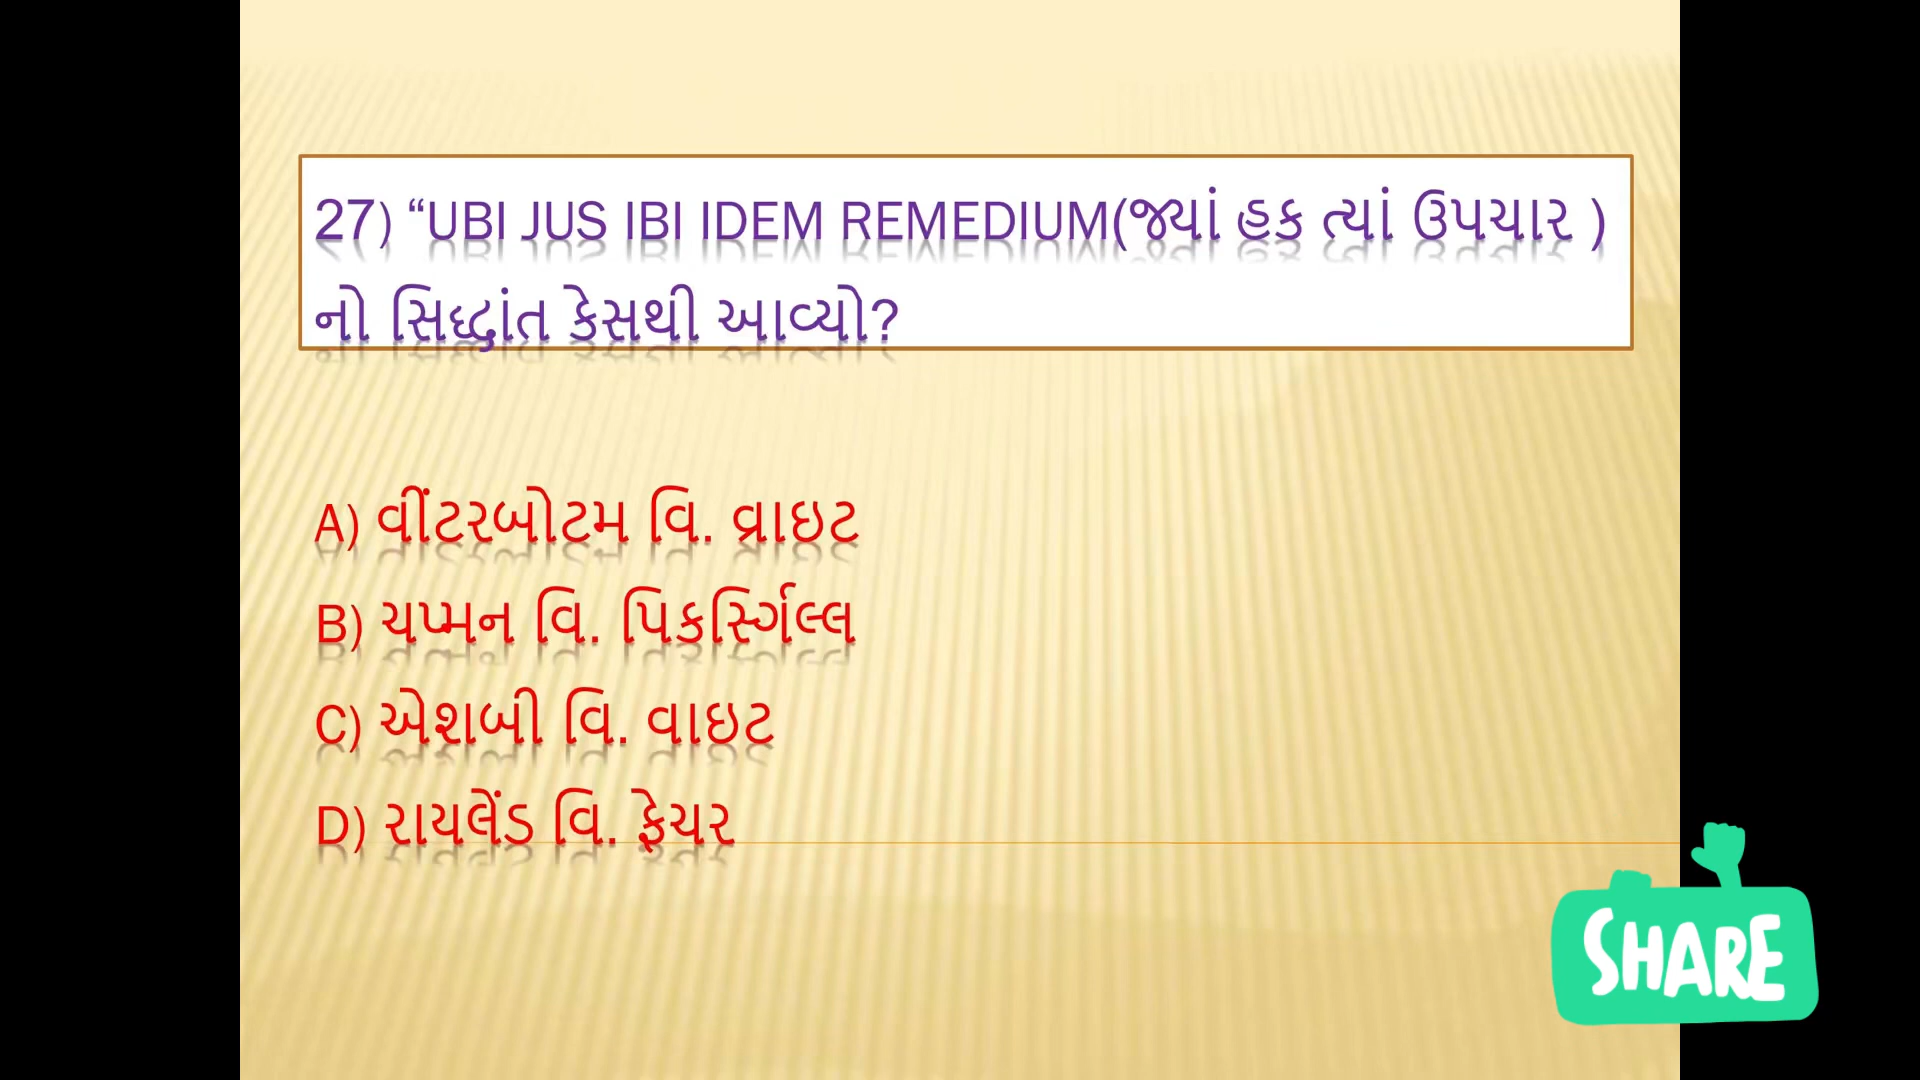 27) “UBI JUS IBI IDEM REMEDIUM(જ્યાં હક ત્યાં ઉપચાર )
નો સિદ્ધાંત કેસથી આવ્યો?
A) વીંટરબોટમ વિ. વ્રાઇટ
B) ચપ્મન વિ. પિકર્સ્ગિલ્લ
C) એશબી વિ. વાઇટ
D) રાયલેંડ વિ. ફ્રેચર
SHARE